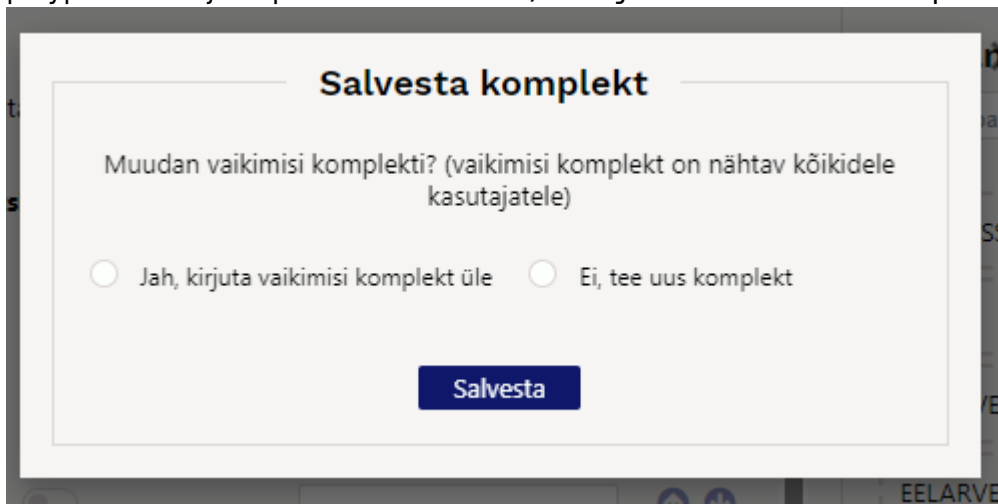 Salvesta komplekt
Muudan vaikimisi komplekti? (vaikimisi komplekt on nähtav kõikidele
kasutajatele)
Jah, kirjuta vaikimisi komplekt üle Ei, tee uus komplekt
Salvesta
EELARVE